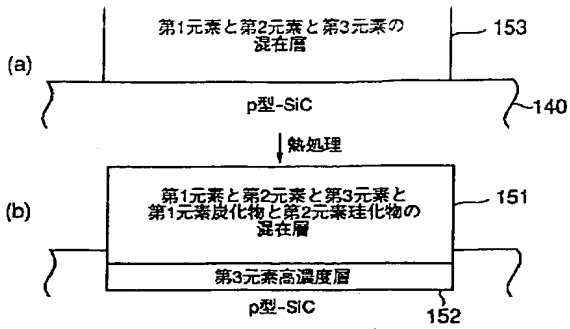 第1元素と第2元素と第3元素の
混在層
153
(a)
p型-SiC
140
熱処理
(b)
第1元素と第2元素と第3元素と
第1元素炭化物と第2元素珪化物の
混在層
151
第3元素高濃度層
p型-SiC
152